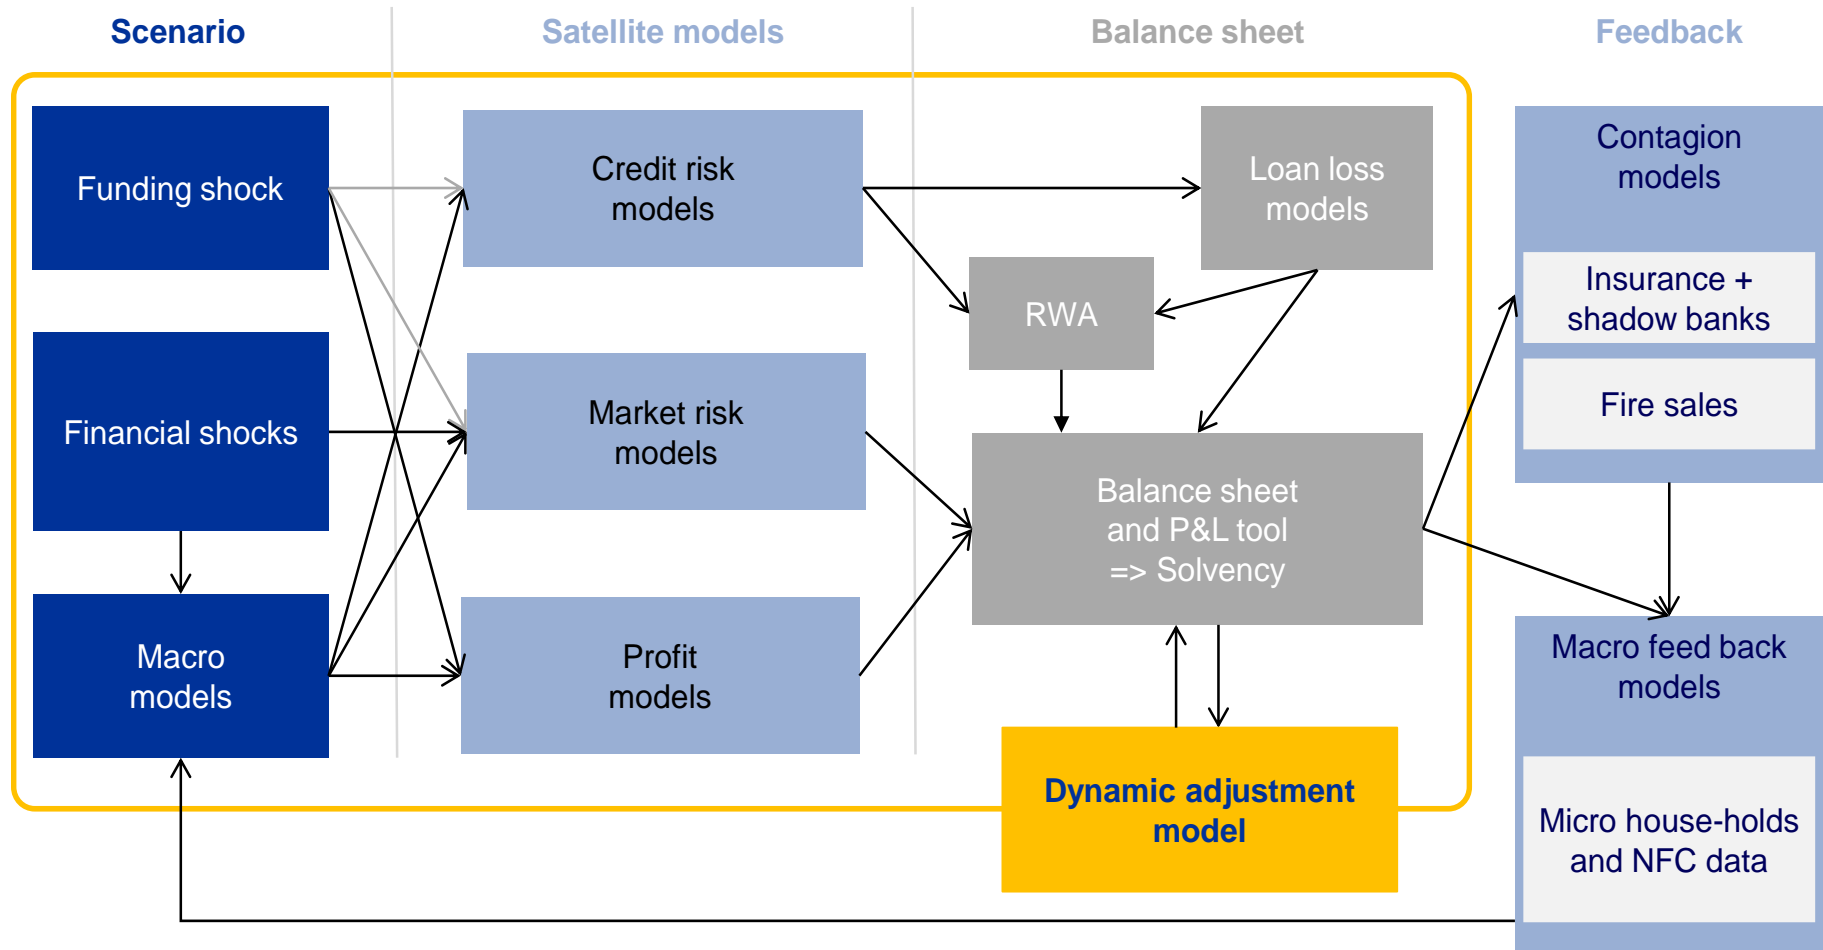 Scenario
Satellite models
Balance sheet
Feedback
Funding shock
Credit risk
models
Loan loss
models
Contagion
models
RWA
Insurance +
shadow banks
Financial shocks
Market risk
models
Fire sales
Balance sheet
and P&L tool
=> Solvency
Macro
models
Profit
models
Macro feed back
models
Dynamic adjustment
model
Micro house-holds
and NFC data